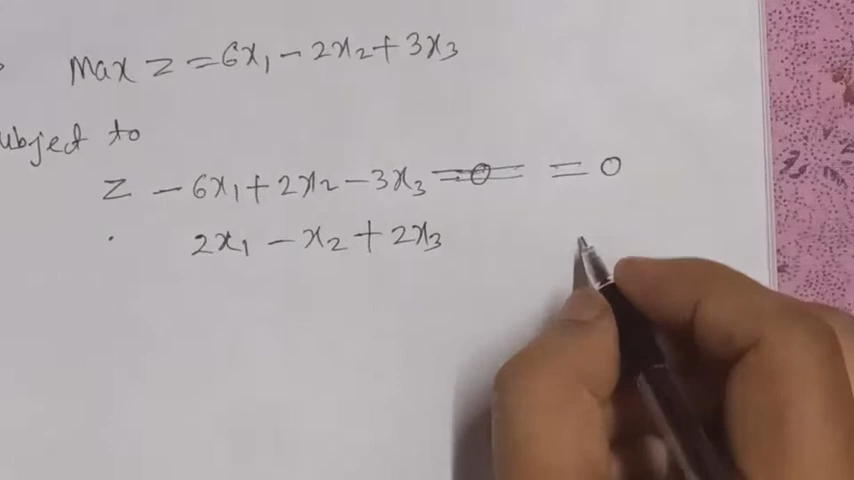 Max Z = 6x₁ - 2x₂ + 3x₃
ubject to
Z - 6x₁ + 2x₂ - 3x₃ = 0
2x₁ - x₂ + 2x₃